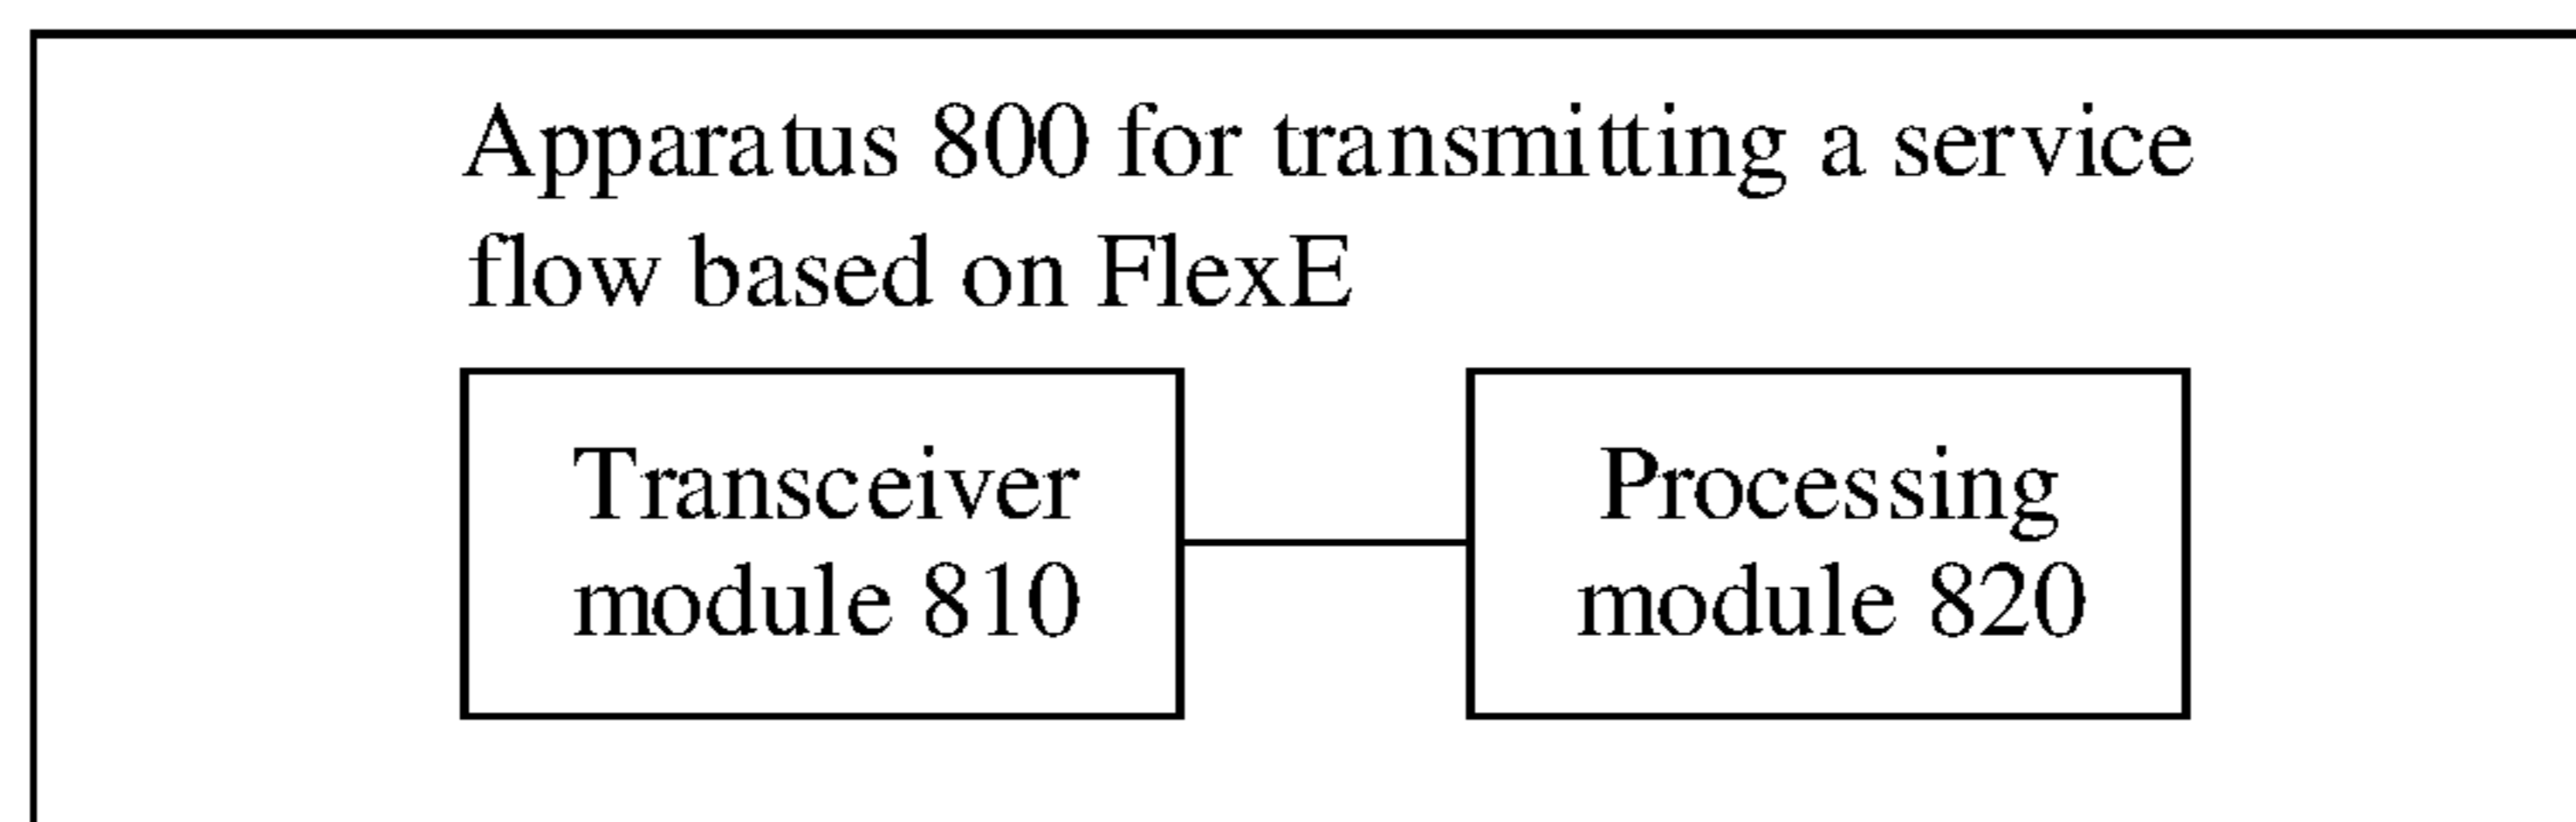 Apparatus 800 for transmitting a service
flow based on FlexE
Transceiver
module 810
Processing
module 820